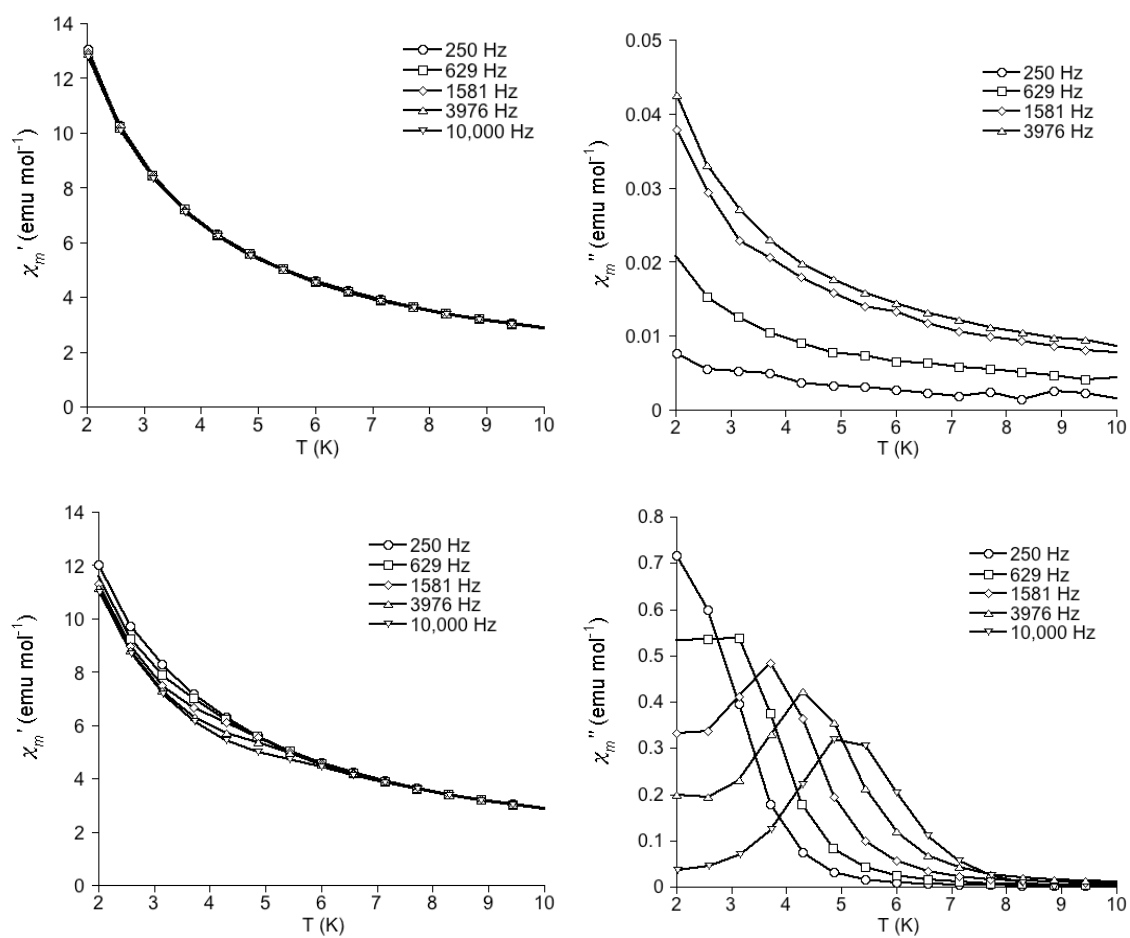 14
12
10
8
6
4
2
0
χm′ (emu mol⁻¹)
250 Hz
629 Hz
1581 Hz
3976 Hz
10,000 Hz
2 3 4 5 6 7 8 9 10
T (K)
0.05
0.04
0.03
0.02
0.01
0
χm″ (emu mol⁻¹)
250 Hz
629 Hz
1581 Hz
3976 Hz
2 3 4 5 6 7 8 9 10
T (K)
14
12
10
8
6
4
2
0
χm′ (emu mol⁻¹)
250 Hz
629 Hz
1581 Hz
3976 Hz
10,000 Hz
2 3 4 5 6 7 8 9 10
T (K)
0.8
0.7
0.6
0.5
0.4
0.3
0.2
0.1
0
χm″ (emu mol⁻¹)
250 Hz
629 Hz
1581 Hz
3976 Hz
10,000 Hz
2 3 4 5 6 7 8 9 10
T (K)